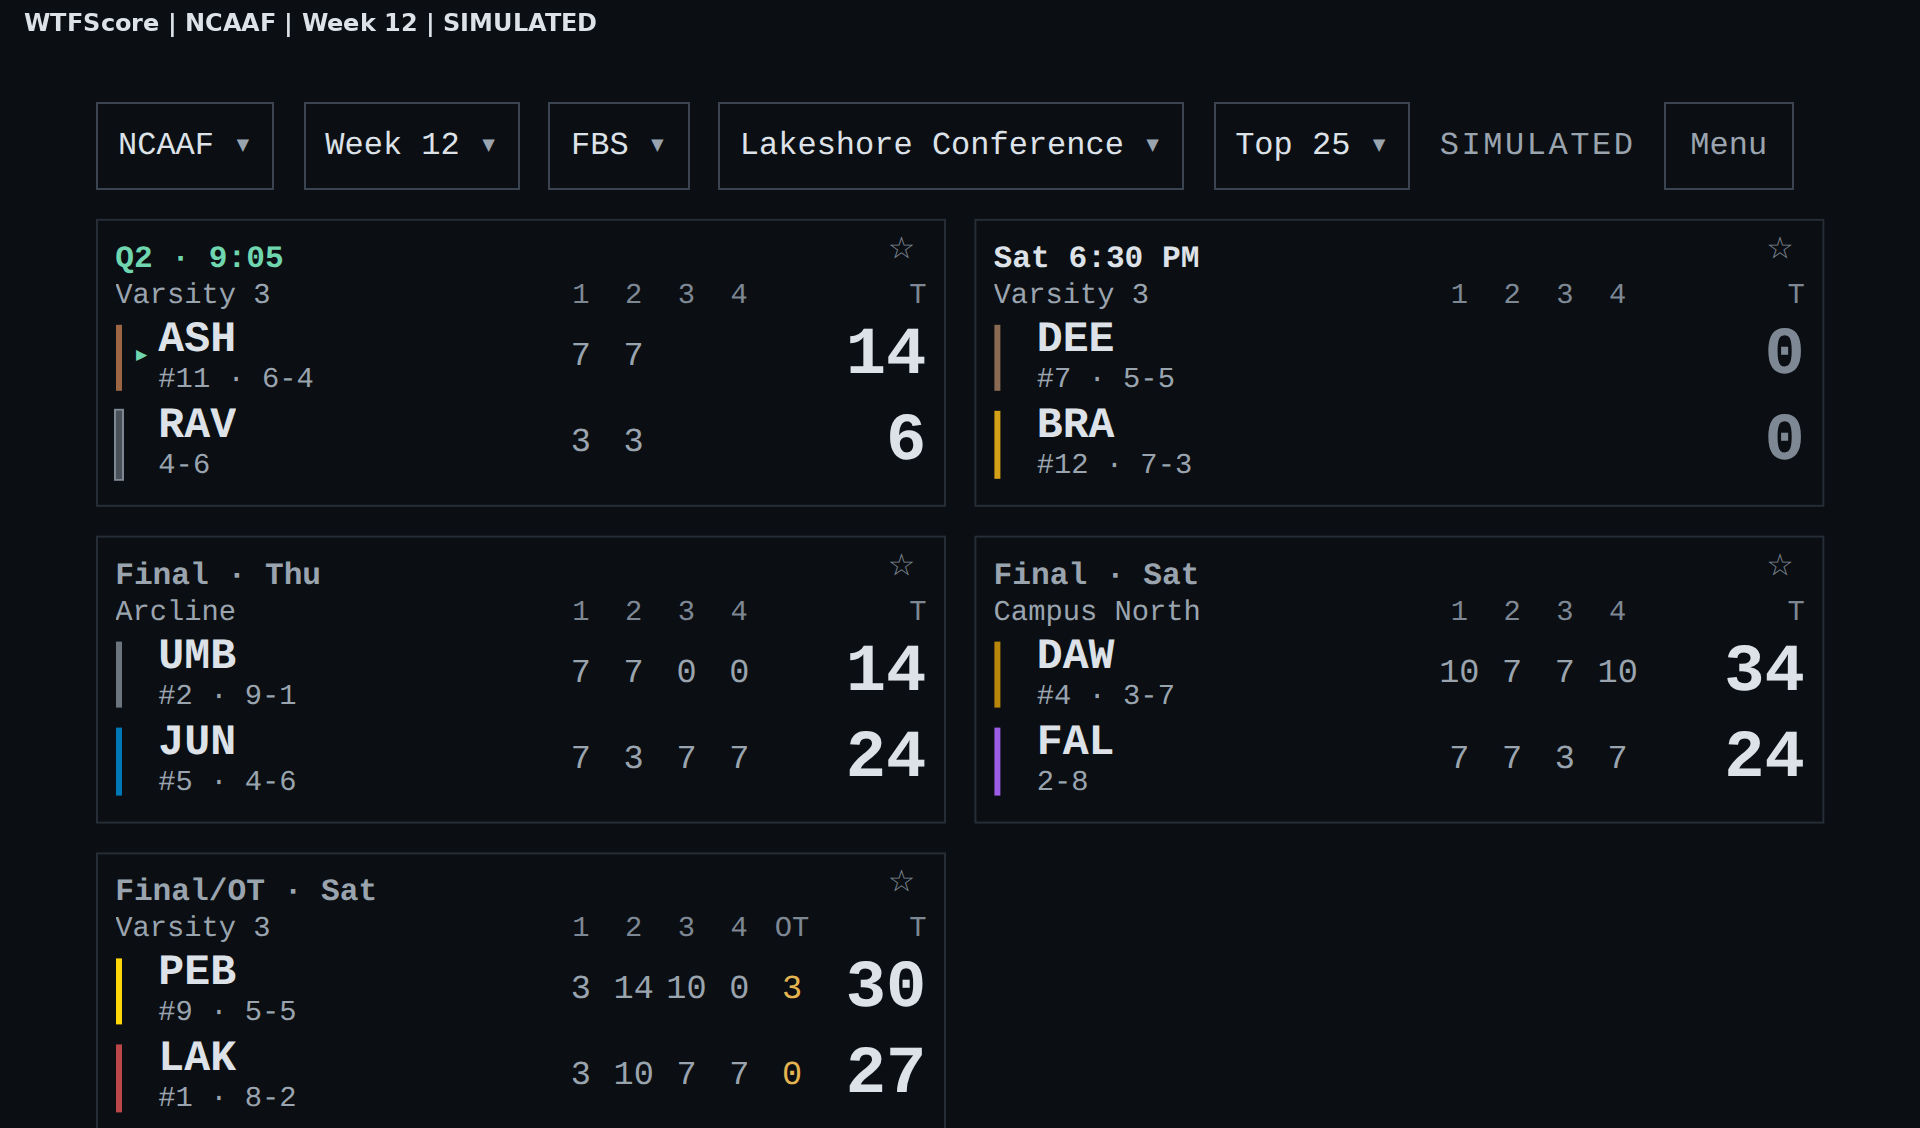 WTFScore | NCAAF | Week 12 | SIMULATED
NCAAF ▼ Week 12 ▼ FBS ▼ Lakeshore Conference ▼ Top 25 ▼ SIMULATED Menu
Q2 · 9:05 ☆
Varsity 3 1 2 3 4 T
▶ ASH 7 7 14
#11 · 6-4
RAV 3 3 6
4-6
Sat 6:30 PM ☆
Varsity 3 1 2 3 4 T
DEE 0
#7 · 5-5
BRA 0
#12 · 7-3
Final · Thu ☆
Arcline 1 2 3 4 T
UMB 7 7 0 0 14
#2 · 9-1
JUN 7 3 7 7 24
#5 · 4-6
Final · Sat ☆
Campus North 1 2 3 4 T
DAW 10 7 7 10 34
#4 · 3-7
FAL 7 7 3 7 24
2-8
Final/OT · Sat ☆
Varsity 3 1 2 3 4 OT T
PEB 3 14 10 0 3 30
#9 · 5-5
LAK 3 10 7 7 0 27
#1 · 8-2